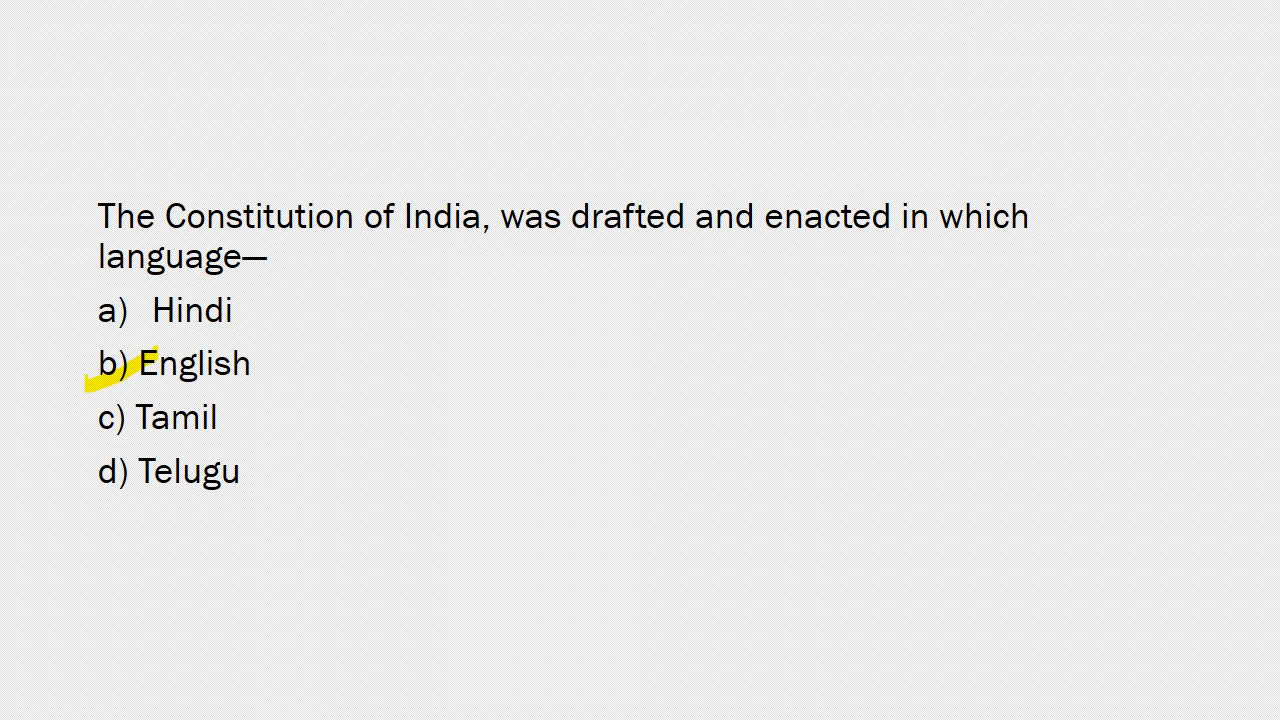 The Constitution of India, was drafted and enacted in which
language—
a) Hindi
b) English
c) Tamil
d) Telugu